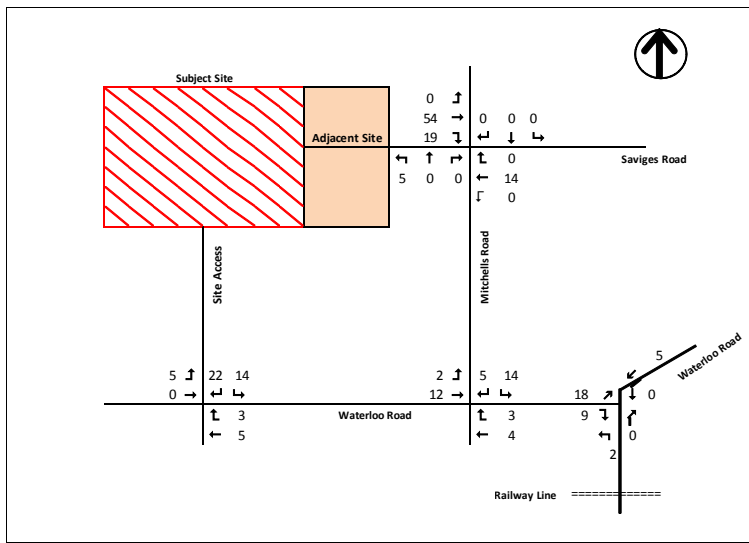 Subject Site
0
54 0 0 0
Adjacent Site 19
0
Saviges Road
5 0 0 14
0
Site Access
Mitchells Road
5
Waterloo Road
5 22 14 2 5 14
0 12 18 0
Waterloo Road
3 3 9 0
5 4
2
Railway Line ==============